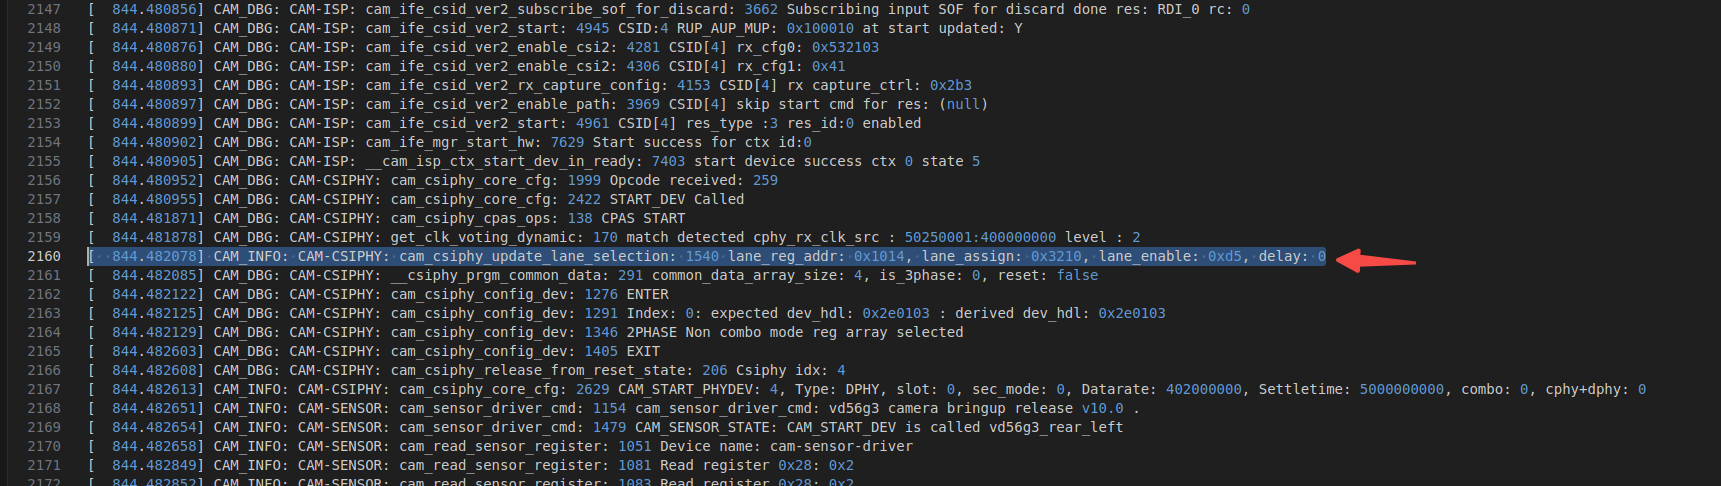 2147 [  844.480856] CAM_DBG: CAM-ISP: cam_ife_csid_ver2_subscribe_sof_for_discard: 3662 Subscribing input SOF for discard done res: RDI_0 rc: 0
2148 [  844.480871] CAM_DBG: CAM-ISP: cam_ife_csid_ver2_start: 4945 CSID:4 RUP_AUP_MUP: 0x100010 at start updated: Y
2149 [  844.480876] CAM_DBG: CAM-ISP: cam_ife_csid_ver2_enable_csi2: 4281 CSID[4] rx_cfg0: 0x532103
2150 [  844.480880] CAM_DBG: CAM-ISP: cam_ife_csid_ver2_enable_csi2: 4306 CSID[4] rx_cfg1: 0x41
2151 [  844.480893] CAM_DBG: CAM-ISP: cam_ife_csid_ver2_rx_capture_config: 4153 CSID[4] rx capture_ctrl: 0x2b3
2152 [  844.480897] CAM_DBG: CAM-ISP: cam_ife_csid_ver2_enable_path: 3969 CSID[4] skip start cmd for res: (null)
2153 [  844.480899] CAM_DBG: CAM-ISP: cam_ife_csid_ver2_start: 4961 CSID[4] res_type :3 res_id:0 enabled
2154 [  844.480902] CAM_DBG: CAM-ISP: cam_ife_mgr_start_hw: 7629 Start success for ctx id:0
2155 [  844.480905] CAM_DBG: CAM-ISP: __cam_isp_ctx_start_dev_in_ready: 7403 start device success ctx 0 state 5
2156 [  844.480952] CAM_DBG: CAM-CSIPHY: cam_csiphy_core_cfg: 1999 Opcode received: 259
2157 [  844.480955] CAM_DBG: CAM-CSIPHY: cam_csiphy_core_cfg: 2422 START_DEV Called
2158 [  844.481871] CAM_DBG: CAM-CSIPHY: cam_csiphy_cpas_ops: 138 CPAS START
2159 [  844.481878] CAM_DBG: CAM-CSIPHY: get_clk_voting_dynamic: 170 match detected cphy_rx_clk_src : 50250001:400000000 level : 2
2160 [  844.482078] CAM_INFO: CAM-CSIPHY: cam_csiphy_update_lane_selection: 1540 lane_reg_addr: 0x1014, lane_assign: 0x3210, lane_enable: 0xd5, delay: 0
2161 [  844.482085] CAM_DBG: CAM-CSIPHY: __csiphy_prgm_common_data: 291 common_data_array_size: 4, is_3phase: 0, reset: false
2162 [  844.482122] CAM_DBG: CAM-CSIPHY: cam_csiphy_config_dev: 1276 ENTER
2163 [  844.482125] CAM_DBG: CAM-CSIPHY: cam_csiphy_config_dev: 1291 Index: 0: expected dev_hdl: 0x2e0103 : derived dev_hdl: 0x2e0103
2164 [  844.482129] CAM_DBG: CAM-CSIPHY: cam_csiphy_config_dev: 1346 2PHASE Non combo mode reg array selected
2165 [  844.482603] CAM_DBG: CAM-CSIPHY: cam_csiphy_config_dev: 1405 EXIT
2166 [  844.482608] CAM_DBG: CAM-CSIPHY: cam_csiphy_release_from_reset_state: 206 Csiphy idx: 4
2167 [  844.482613] CAM_INFO: CAM-CSIPHY: cam_csiphy_core_cfg: 2629 CAM_START_PHYDEV: 4, Type: DPHY, slot: 0, sec_mode: 0, Datarate: 402000000, Settletime: 5000000000, combo: 0, cphy+dphy: 0
2168 [  844.482651] CAM_INFO: CAM-SENSOR: cam_sensor_driver_cmd: 1154 cam_sensor_driver_cmd: vd56g3 camera bringup release v10.0 .
2169 [  844.482654] CAM_INFO: CAM-SENSOR: cam_sensor_driver_cmd: 1479 CAM_SENSOR_STATE: CAM_START_DEV is called vd56g3_rear_left
2170 [  844.482658] CAM_INFO: CAM-SENSOR: cam_read_sensor_register: 1051 Device name: cam-sensor-driver
2171 [  844.482849] CAM_INFO: CAM-SENSOR: cam_read_sensor_register: 1081 Read register 0x28: 0x2
2172 [  844.482852] CAM_INFO: CAM-SENSOR: cam_read_sensor_register: 1083 Read register 0x28: 0x2